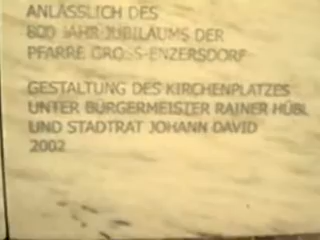 ANLÄSSLICH DES
800 JAHR JUBILÄUMS DER
PFARRE GROSS-ENZERSDORF
GESTALTUNG DES KIRCHENPLATZES
UNTER BÜRGERMEISTER RAINER HÜBL
UND STADTRAT JOHANN DAVID
2002